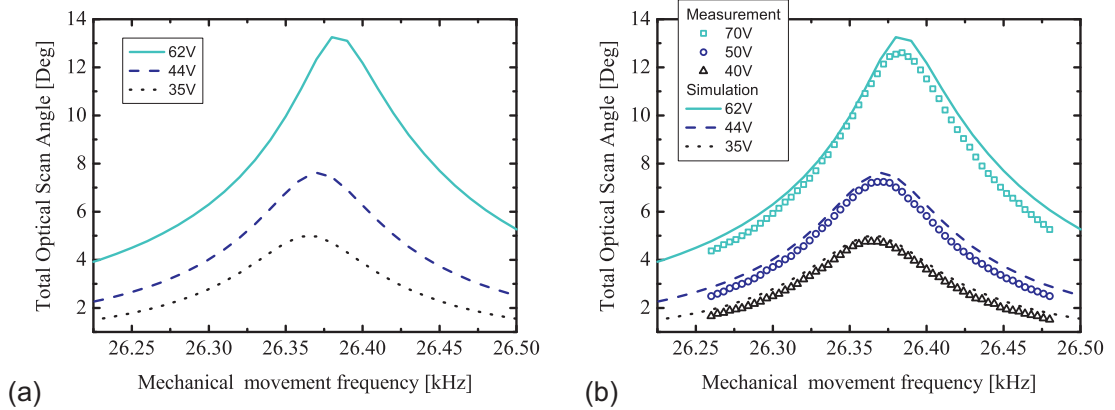 14
12
10
8
6
4
2
Total Optical Scan Angle [Deg]
62V
44V
35V
26.25 26.30 26.35 26.40 26.45 26.50
Mechanical movement frequency [kHz]
(a)
14
12
10
8
6
4
2
Total Optical Scan Angle [Deg]
Measurement
70V
50V
40V
Simulation
62V
44V
35V
26.25 26.30 26.35 26.40 26.45 26.50
Mechanical movement frequency [kHz]
(b)